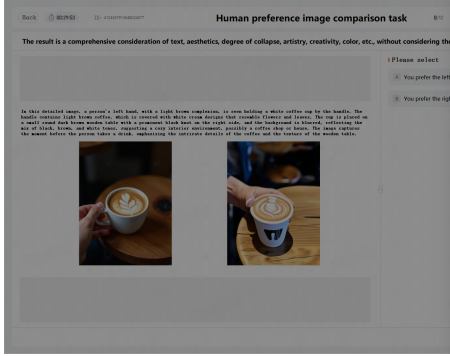 Back
00:29:53
Human preference image comparison task
The result is a comprehensive consideration of text, aesthetics, degree of collapse, artistry, creativity, color, etc., without considering the
Please select
A You prefer the left
B You prefer the righ
In this detailed image, a person's left hand, with a light brown complexion, is seen holding a white coffee cup by the handle. The
handle contains light brown coffee, which is covered with white cream designs that resemble flowers and leaves. The cup is placed on
a small round dark brown wooden table with a prominent black knot on the right side, and the background is blurred, reflecting the
mix of black, brown, and white tones, suggesting a cozy interior environment, possibly a coffee shop or house. The image captures
the moment before the person takes a drink, emphasizing the intricate details of the coffee and the texture of the wooden table.